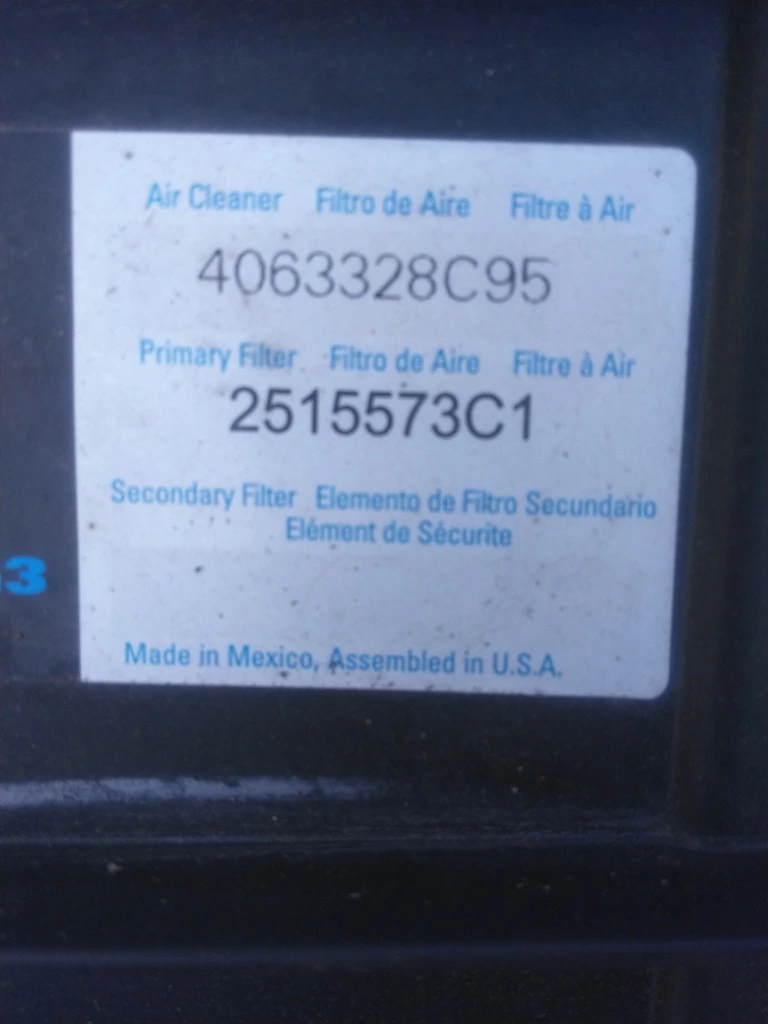 Air Cleaner Filtro de Aire Filtre à Air
4063328C95
Primary Filter Filtro de Aire Filtre à Air
2515573C1
Secondary Filter Elemento de Filtro Secundario
Elément de Sécurite
3
Made in Mexico, Assembled in U.S.A.